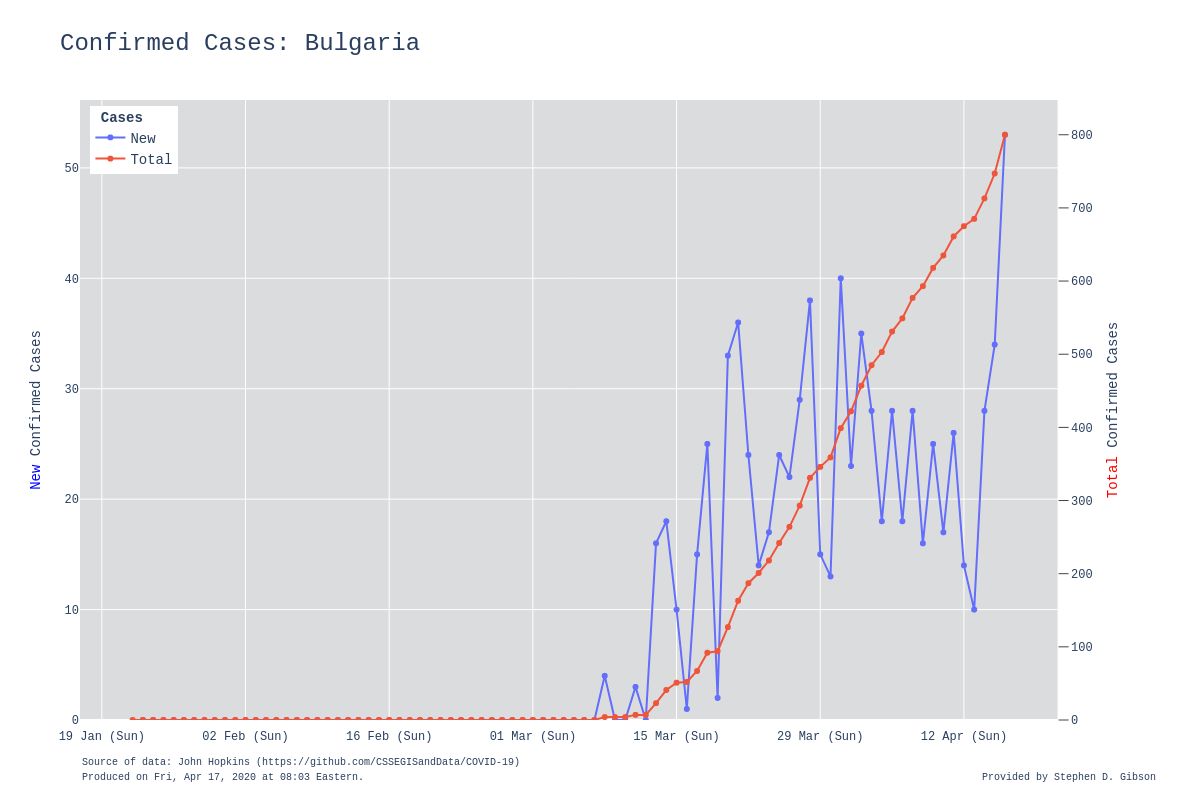 Confirmed Cases: Bulgaria
Cases
New
Total
50
40
30
20
10
0
New Confirmed Cases
800
700
600
500
400
300
200
100
0
Total Confirmed Cases
19 Jan (Sun) 02 Feb (Sun) 16 Feb (Sun) 01 Mar (Sun) 15 Mar (Sun) 29 Mar (Sun) 12 Apr (Sun)
Source of data: John Hopkins (https://github.com/CSSEGISandData/COVID-19)
Produced on Fri, Apr 17, 2020 at 08:03 Eastern.
Provided by Stephen D. Gibson